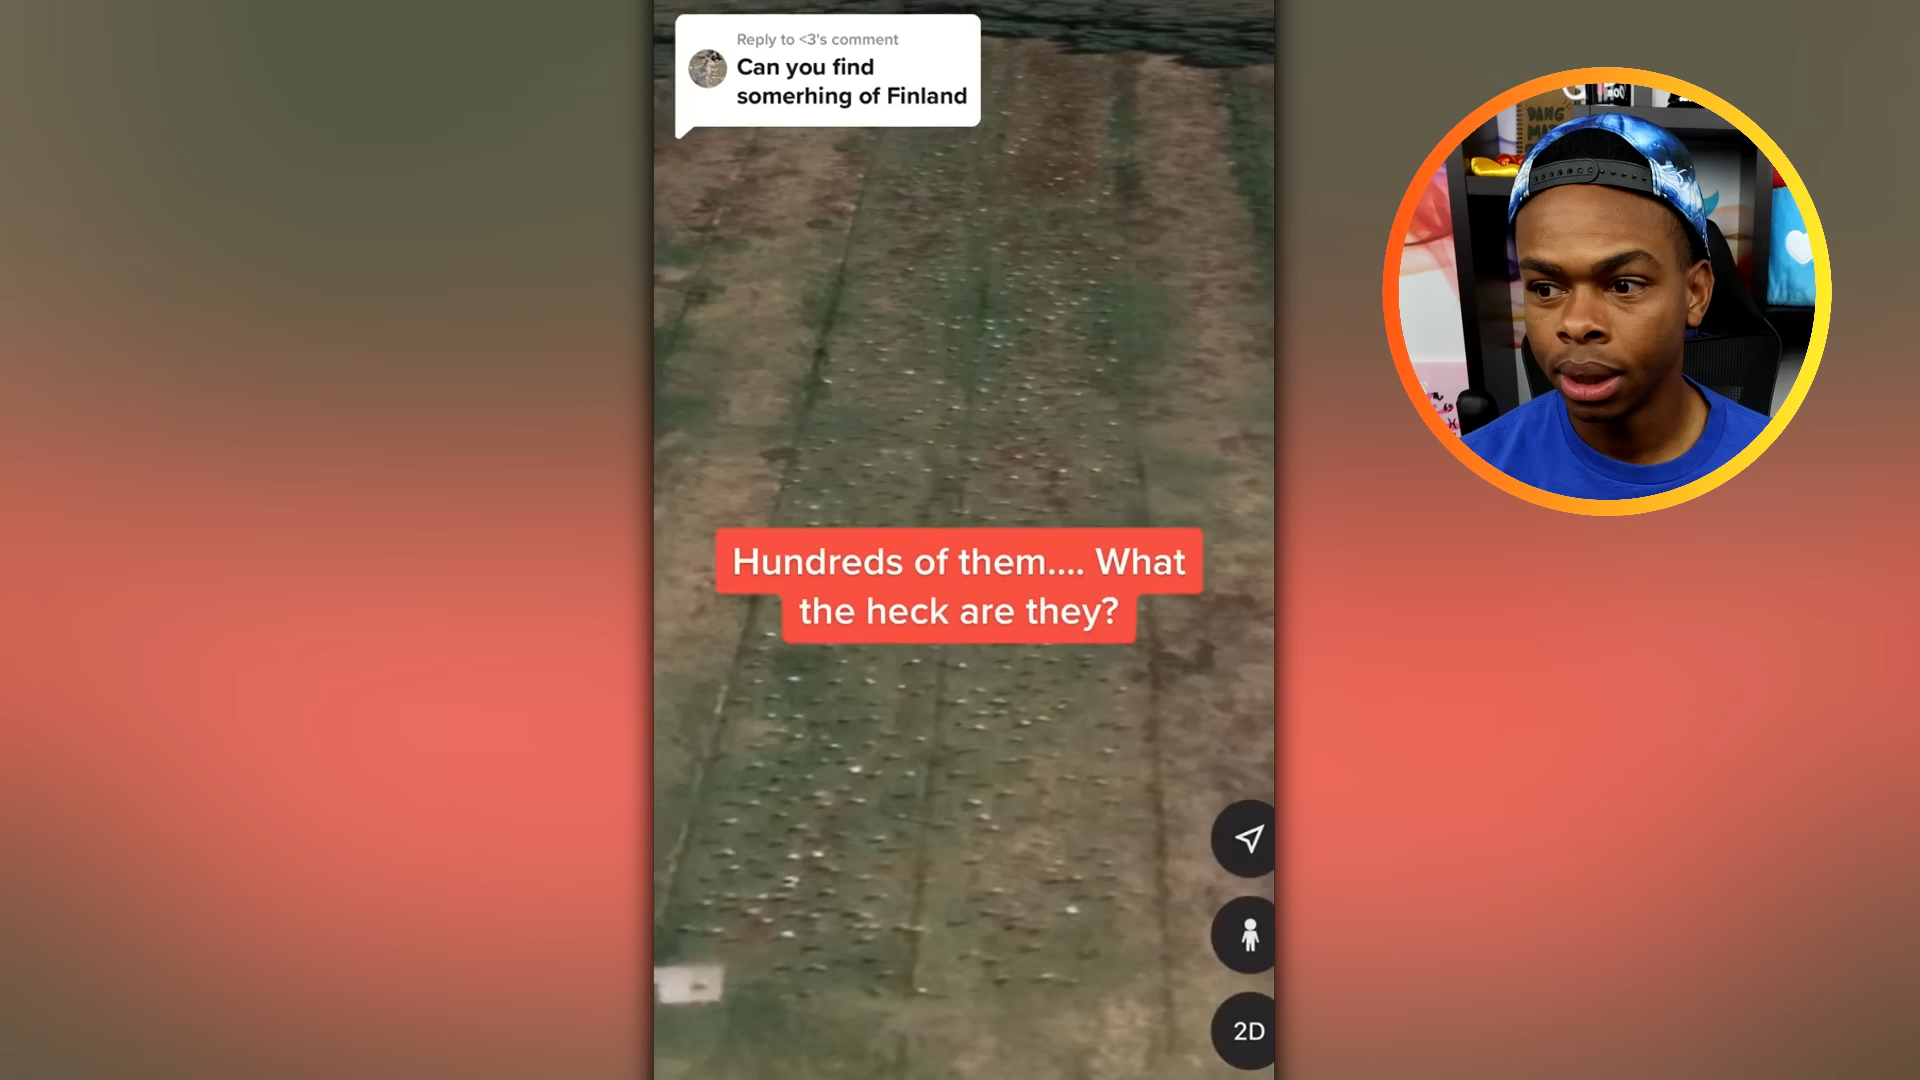 Reply to <3's comment
Can you find
somerhing of Finland
DANG
Hundreds of them.... What
the heck are they?
2D